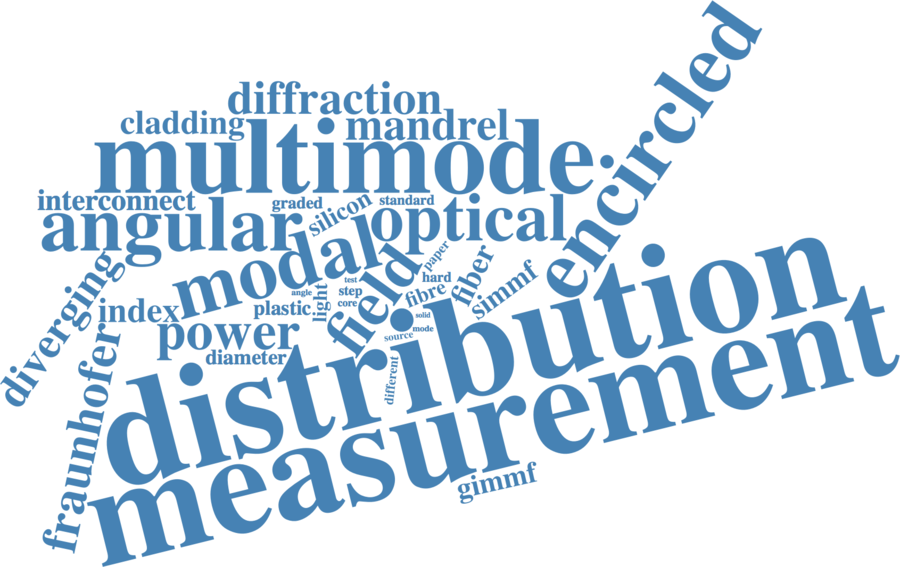 encircled
diffraction
cladding
mandrel
multimode
interconnect
graded
silicon
standard
angular
optical
modal
paper
diverging
field
fiber
hard
simmf
test
angle
step
light
fibre
core
plastic
index
solid
mode
power
source
diameter
different
fraunhofer
distribution
measurement
gimmf